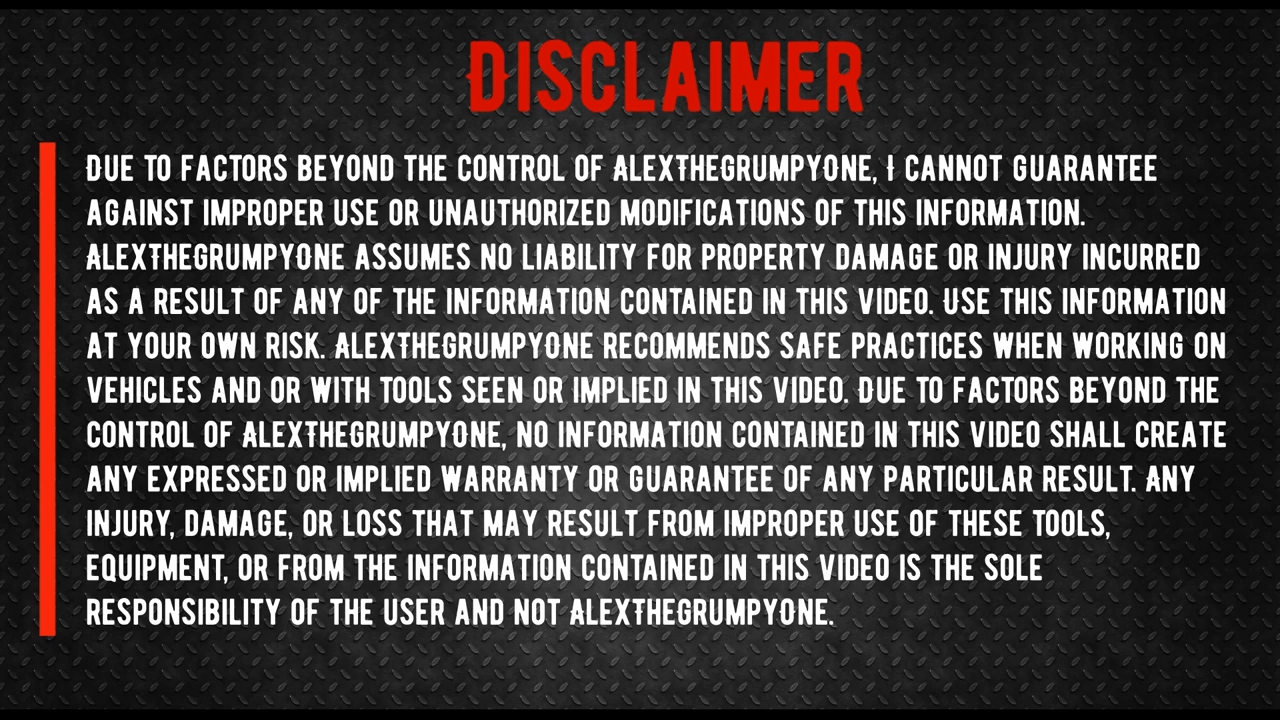 DISCLAIMER
DUE TO FACTORS BEYOND THE CONTROL OF ALEXTHEGRUMPYONE, I CANNOT GUARANTEE
AGAINST IMPROPER USE OR UNAUTHORIZED MODIFICATIONS OF THIS INFORMATION.
ALEXTHEGRUMPYONE ASSUMES NO LIABILITY FOR PROPERTY DAMAGE OR INJURY INCURRED
AS A RESULT OF ANY OF THE INFORMATION CONTAINED IN THIS VIDEO. USE THIS INFORMATION
AT YOUR OWN RISK. ALEXTHEGRUMPYONE RECOMMENDS SAFE PRACTICES WHEN WORKING ON
VEHICLES AND OR WITH TOOLS SEEN OR IMPLIED IN THIS VIDEO. DUE TO FACTORS BEYOND THE
CONTROL OF ALEXTHEGRUMPYONE, NO INFORMATION CONTAINED IN THIS VIDEO SHALL CREATE
ANY EXPRESSED OR IMPLIED WARRANTY OR GUARANTEE OF ANY PARTICULAR RESULT. ANY
INJURY, DAMAGE, OR LOSS THAT MAY RESULT FROM IMPROPER USE OF THESE TOOLS,
EQUIPMENT, OR FROM THE INFORMATION CONTAINED IN THIS VIDEO IS THE SOLE
RESPONSIBILITY OF THE USER AND NOT ALEXTHEGRUMPYONE.